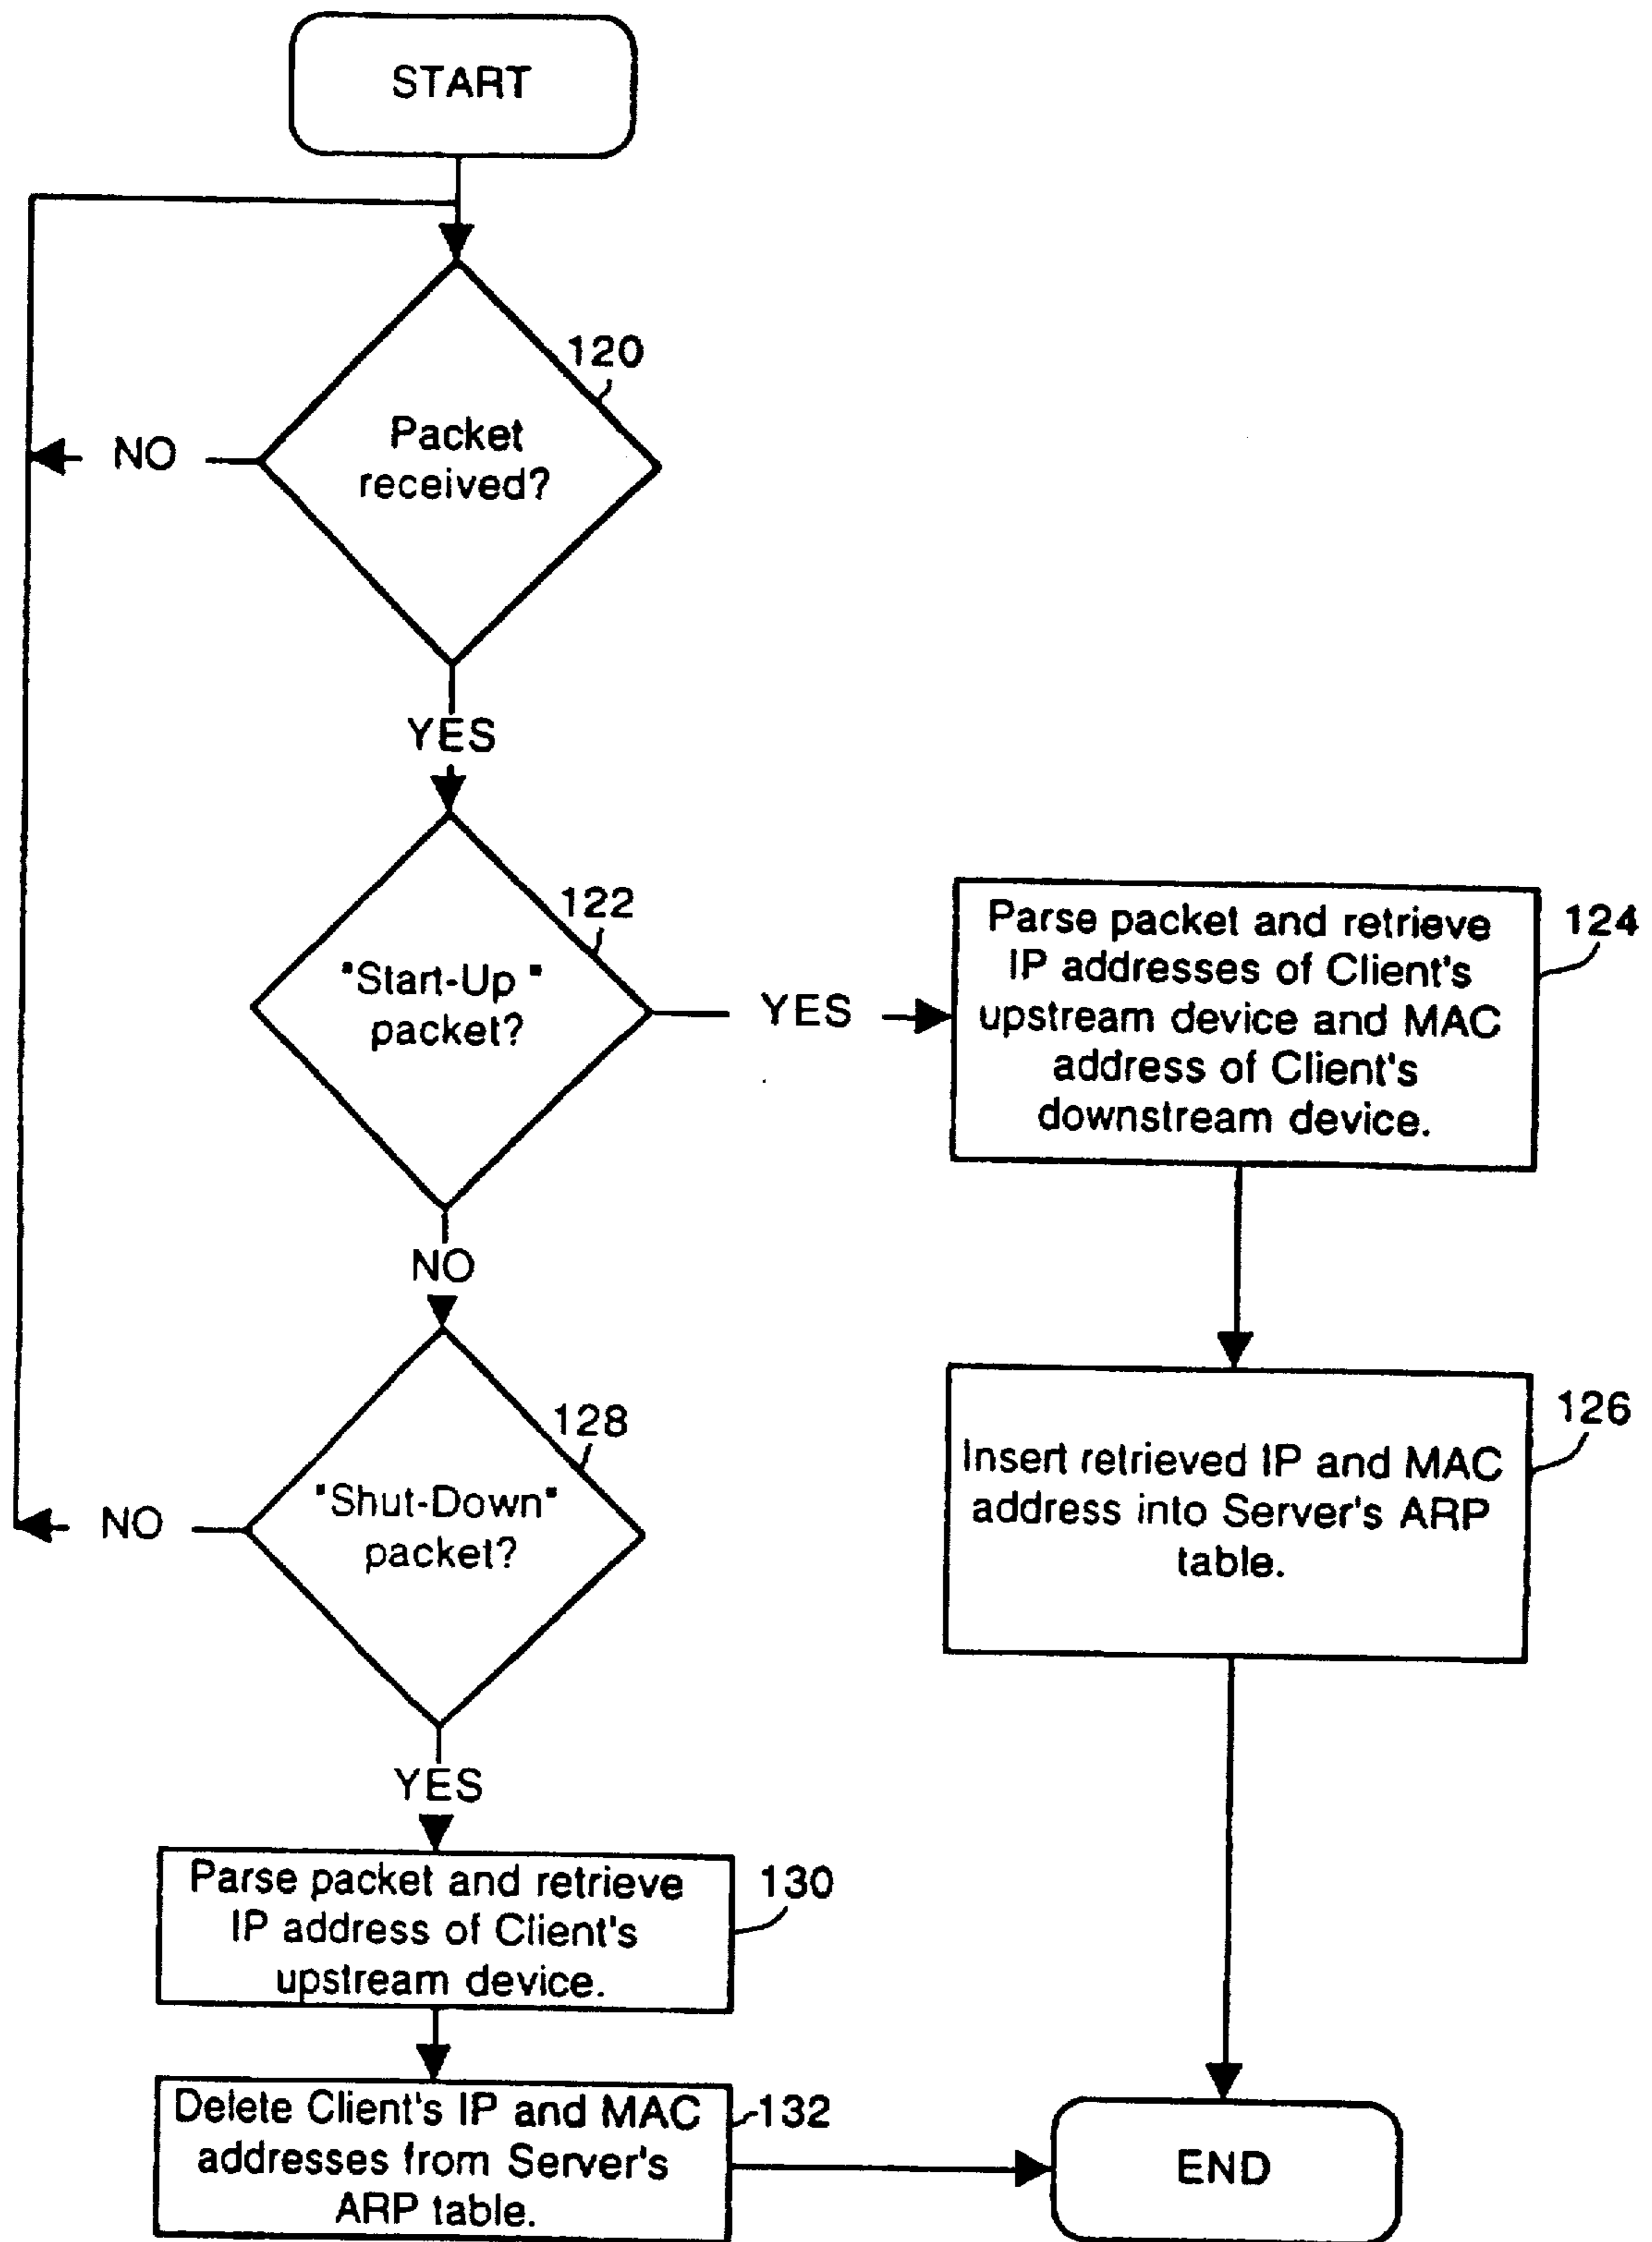 START
120
Packet
received?
NO
YES
122
"Start-Up"
packet?
YES
124
Parse packet and retrieve
IP addresses of Client's
upstream device and MAC
address of Client's
downstream device.
NO
126
Insert retrieved IP and MAC
address into Server's ARP
table.
128
"Shut-Down"
packet?
NO
YES
130
Parse packet and retrieve
IP address of Client's
upstream device.
132
Delete Client's IP and MAC
addresses from Server's
ARP table.
END